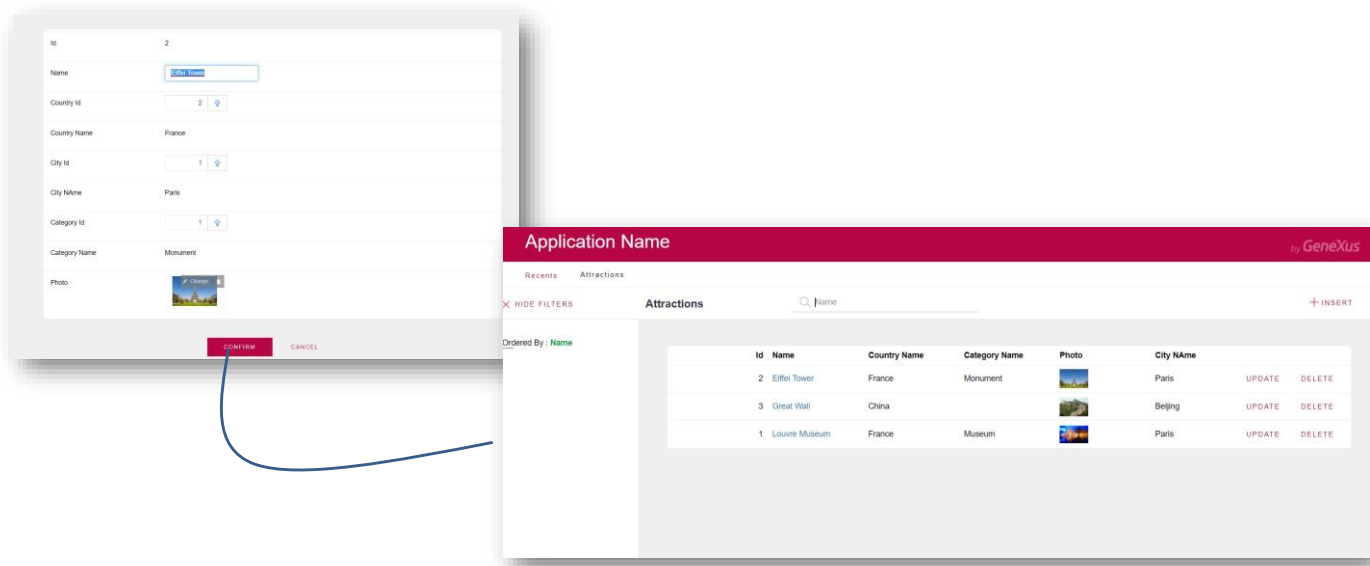 Id 2
Name Eiffel Tower
Country Id 2
Country Name France
City Id 1
City NAme Paris
Category Id 1
Category Name Monument
Photo Change
CONFIRM CANCEL
Application Name by GeneXus
Recents Attractions
HIDE FILTERS Attractions Name INSERT
Ordered By : Name
Id Name Country Name Category Name Photo City NAme
2 Eiffel Tower France Monument Paris UPDATE DELETE
3 Great Wall China Beijing UPDATE DELETE
1 Louvre Museum France Museum Paris UPDATE DELETE